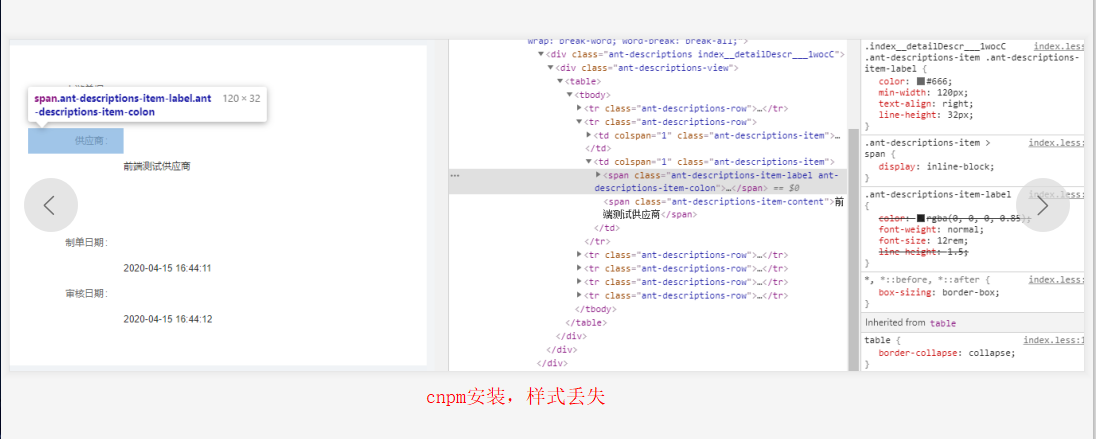 wrap: break-word; word-break: break-all;">
<div class="ant-descriptions index__detailDescr___1wocC">
<div class="ant-descriptions-view">
<table>
<tbody>
<tr class="ant-descriptions-row">…</tr>
<tr class="ant-descriptions-row">
<td colspan="1" class="ant-descriptions-item">…
</td>
<td colspan="1" class="ant-descriptions-item">
<span class="ant-descriptions-item-label ant-
descriptions-item-colon">…</span> == $0
<span class="ant-descriptions-item-content">前
端测试供应商</span>
</td>
</tr>
<tr class="ant-descriptions-row">…</tr>
<tr class="ant-descriptions-row">…</tr>
<tr class="ant-descriptions-row">…</tr>
<tr class="ant-descriptions-row">…</tr>
</tbody>
</table>
</div>
</div>
</div>
span.ant-descriptions-item-label.ant
-descriptions-item-colon
120 × 32
供应商:
前端测试供应商
制单日期:
2020-04-15 16:44:11
审核日期:
2020-04-15 16:44:12
.index__detailDescr___1wocC index.less:
.ant-descriptions-item .ant-descriptions-
item-label {
color: #666;
min-width: 120px;
text-align: right;
line-height: 32px;
}
.ant-descriptions-item > index.less:
span {
display: inline-block;
}
.ant-descriptions-item-label index.less:
{
color: rgba(0, 0, 0, 0.85);
font-weight: normal;
font-size: 12rem;
line-height: 1.5;
}
*, *::before, *::after { index.less:
box-sizing: border-box;
}
Inherited from table
table { index.less:1
border-collapse: collapse;
}
cnpm安装，样式丢失